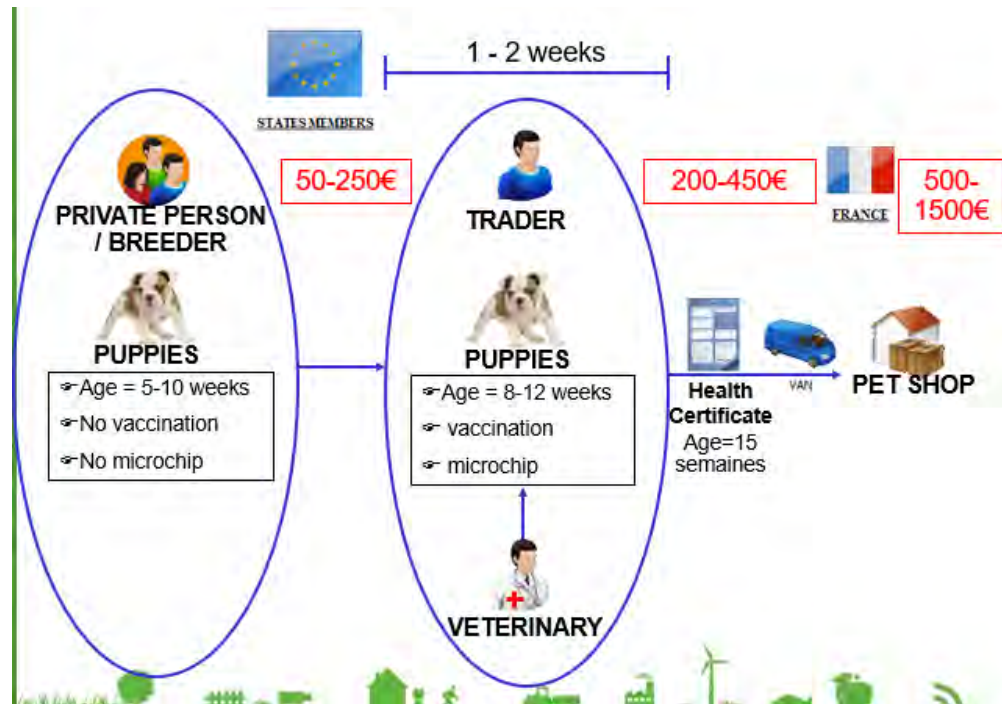 1 - 2 weeks
STATES MEMBERS
PRIVATE PERSON
/ BREEDER
50-250€
TRADER
200-450€
FRANCE
500-
1500€
PUPPIES
☞Age = 5-10 weeks
☞No vaccination
☞No microchip
PUPPIES
☞Age = 8-12 weeks
☞ vaccination
☞ microchip
VETERINARY
Health
Certificate
Age=15
semaines
VAN
PET SHOP